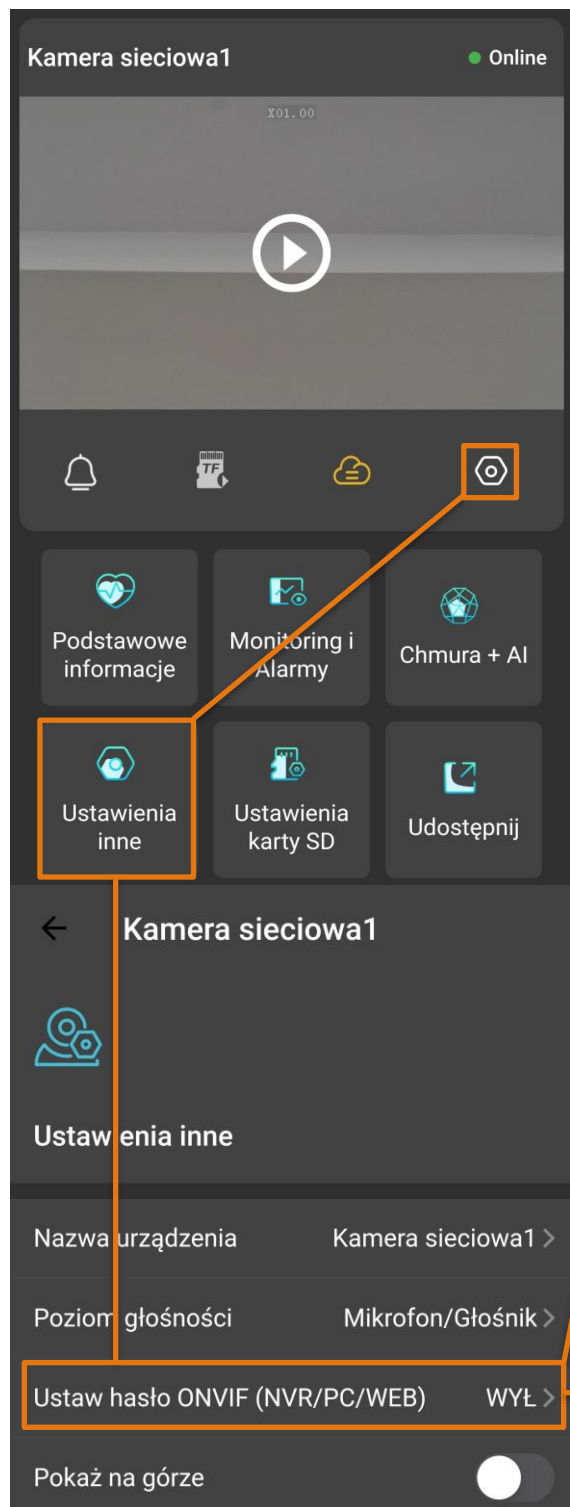 Kamera sieciowa1
Online
X01.00
TF
Podstawowe
informacje
Monitoring i
Alarmy
Chmura + AI
Ustawienia
inne
Ustawienia
karty SD
Udostępnij
Kamera sieciowa1
Ustawienia inne
Nazwa urządzenia Kamera sieciowa1
Poziom głośności Mikrofon/Głośnik
Ustaw hasło ONVIF (NVR/PC/WEB) WYŁ
Pokaż na górze